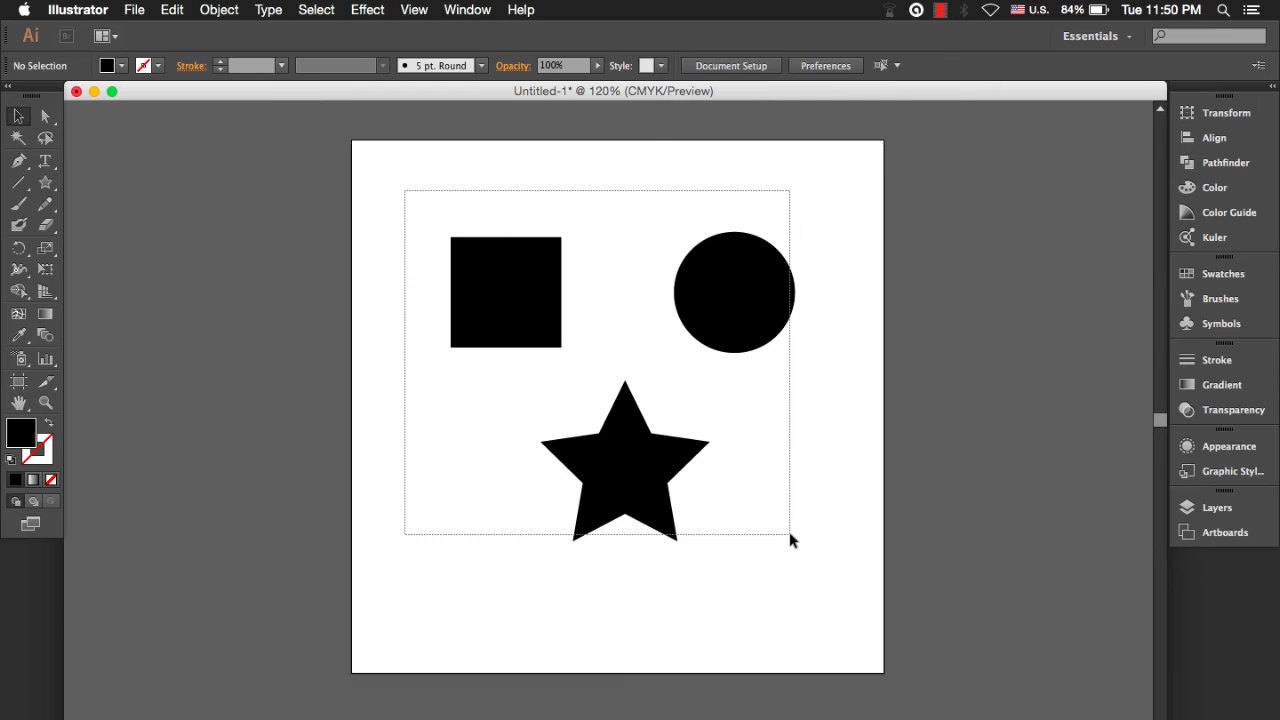 Illustrator File Edit Object Type Select Effect View Window Help U.S. 84% Tue 11:50 PM
Ai Br Essentials
No Selection Stroke: 5 pt. Round Opacity: 100% Style: Document Setup Preferences
Untitled-1* @ 120% (CMYK/Preview)
Transform
Align
Pathfinder
Color
Color Guide
Kuler
Swatches
Brushes
Symbols
Stroke
Gradient
Transparency
Appearance
Graphic Styl...
Layers
Artboards